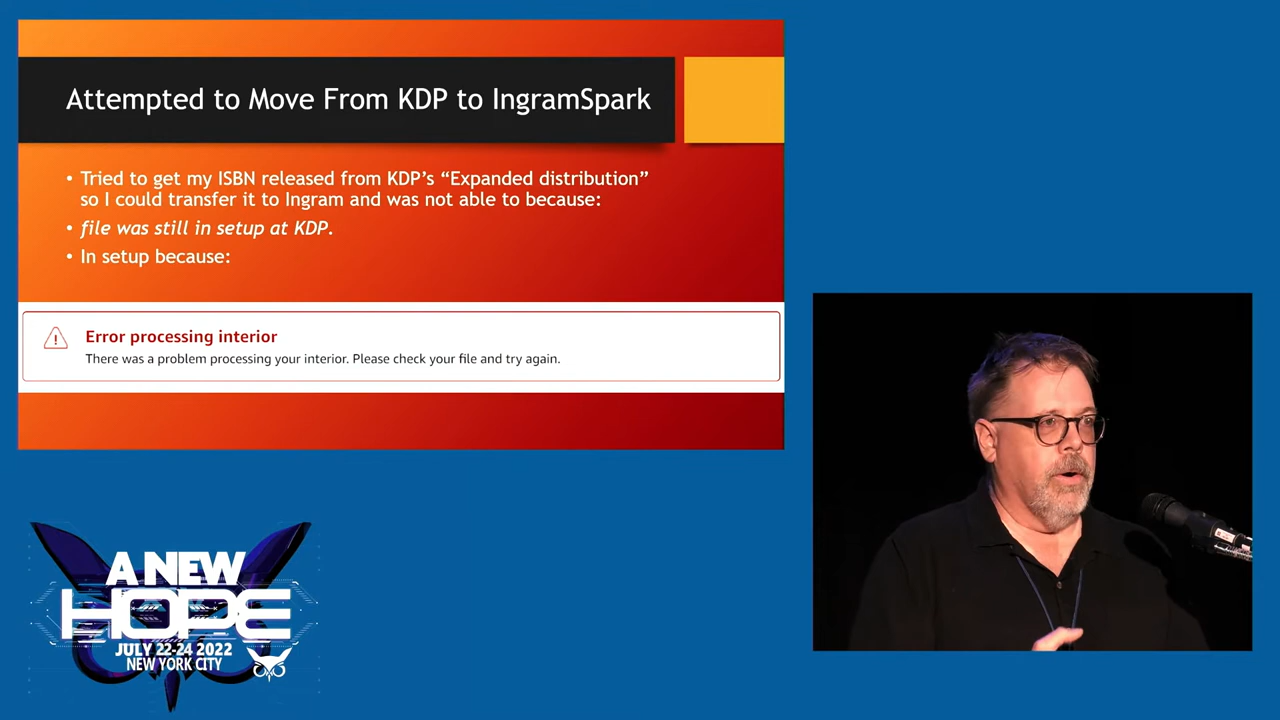 Attempted to Move From KDP to IngramSpark
• Tried to get my ISBN released from KDP's “Expanded distribution”
so I could transfer it to Ingram and was not able to because:
• file was still in setup at KDP.
• In setup because:
Error processing interior
There was a problem processing your interior. Please check your file and try again.
A NEW
HOPE
JULY 22-24 2022
NEW YORK CITY